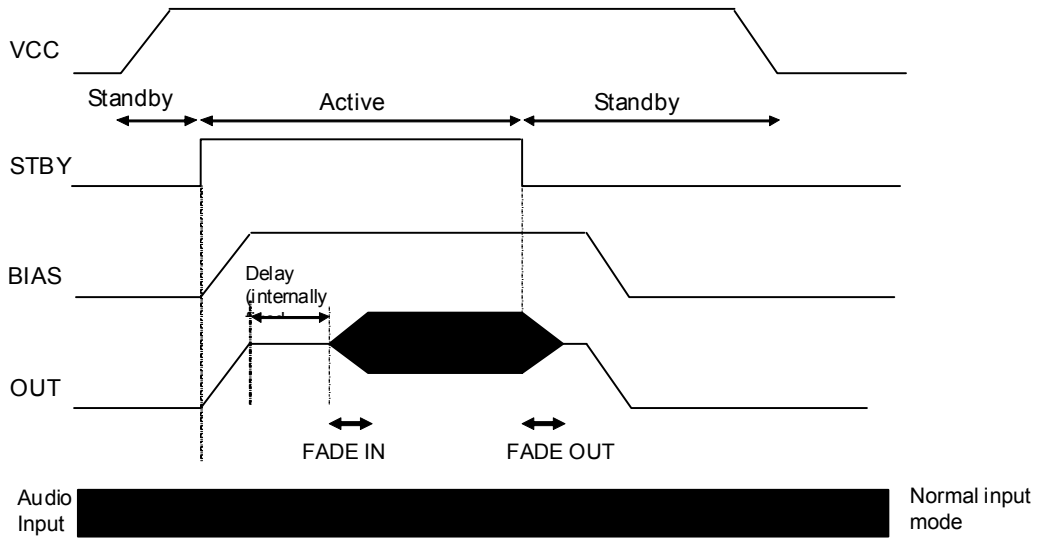 VCC
Standby
Active
Standby
STBY
BIAS
Delay
(internally
OUT
FADE IN
FADE OUT
Audio
Input
Normal input
mode